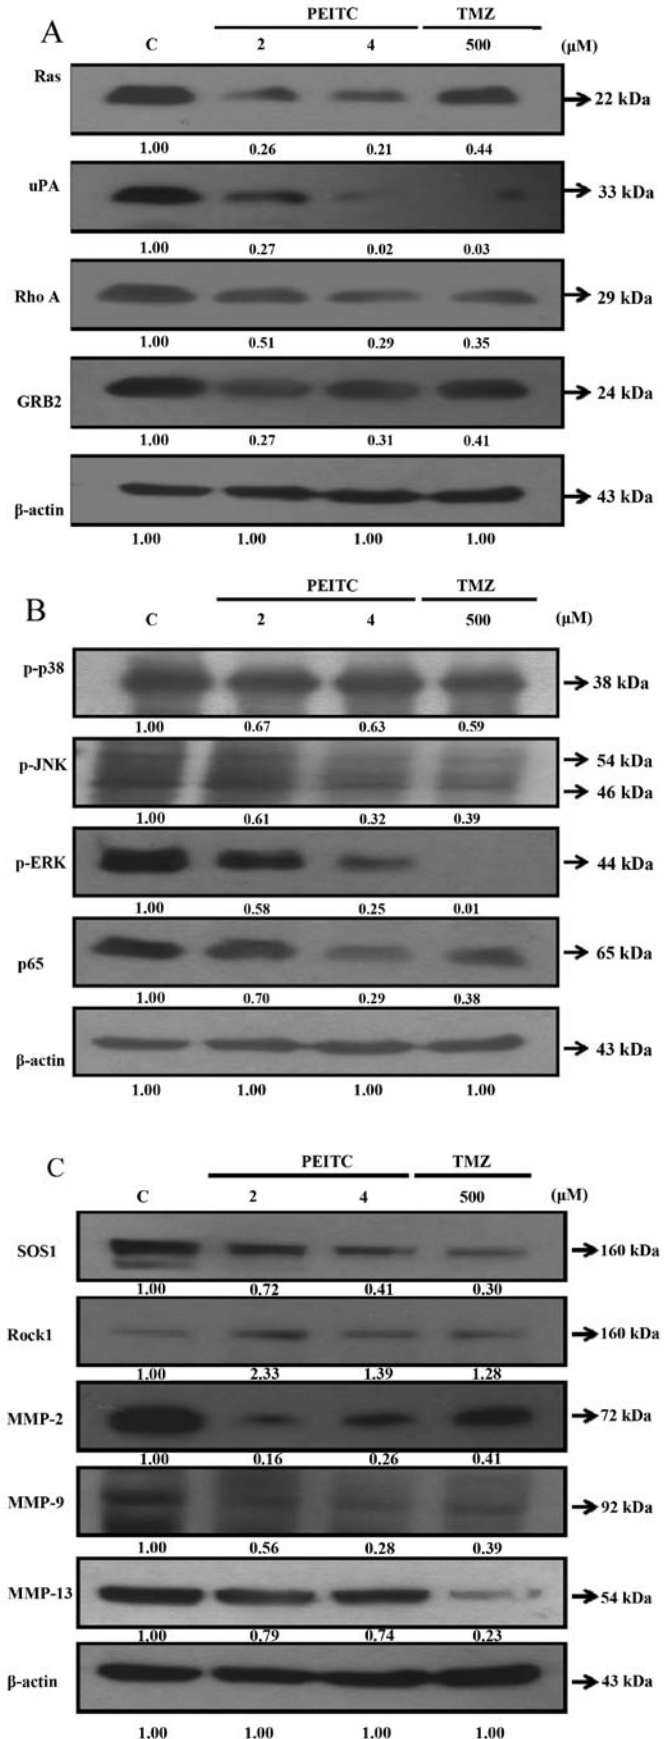 A
PEITC TMZ
C 2 4 500 (μM)
Ras
22 kDa
1.00 0.26 0.21 0.44
uPA
33 kDa
1.00 0.27 0.02 0.03
Rho A
29 kDa
1.00 0.51 0.29 0.35
GRB2
24 kDa
1.00 0.27 0.31 0.41
β-actin
43 kDa
1.00 1.00 1.00 1.00
B
PEITC TMZ
C 2 4 500 (μM)
p-p38
38 kDa
1.00 0.67 0.63 0.59
p-JNK
54 kDa
46 kDa
1.00 0.61 0.32 0.39
p-ERK
44 kDa
1.00 0.58 0.25 0.01
p65
65 kDa
1.00 0.70 0.29 0.38
β-actin
43 kDa
1.00 1.00 1.00 1.00
C
PEITC TMZ
C 2 4 500 (μM)
SOS1
160 kDa
1.00 0.72 0.41 0.30
Rock1
160 kDa
1.00 2.33 1.39 1.28
MMP-2
72 kDa
1.00 0.16 0.26 0.41
MMP-9
92 kDa
1.00 0.56 0.28 0.39
MMP-13
54 kDa
1.00 0.79 0.74 0.23
β-actin
43 kDa
1.00 1.00 1.00 1.00